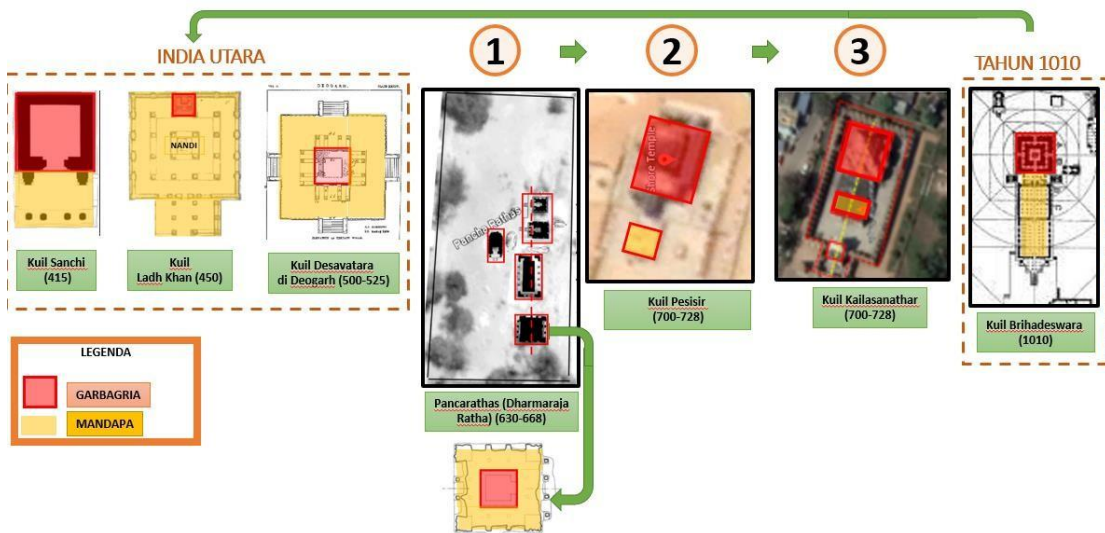 INDIA UTARA
1
2
3
TAHUN 1010
DEOGARH
NANDI
Shore Temple
Pancha Rathas
Kuil Sanchi
(415)
Kuil
Ladh Khan (450)
Kuil Desavatara
di Deogarh (500-525)
Kuil Pesisir
(700-728)
Kuil Kailasanathar
(700-728)
Kuil Brihadeswara
(1010)
LEGENDA
GARBAGRIA
MANDAPA
Pancarathas (Dharmaraja
Ratha) (630-668)